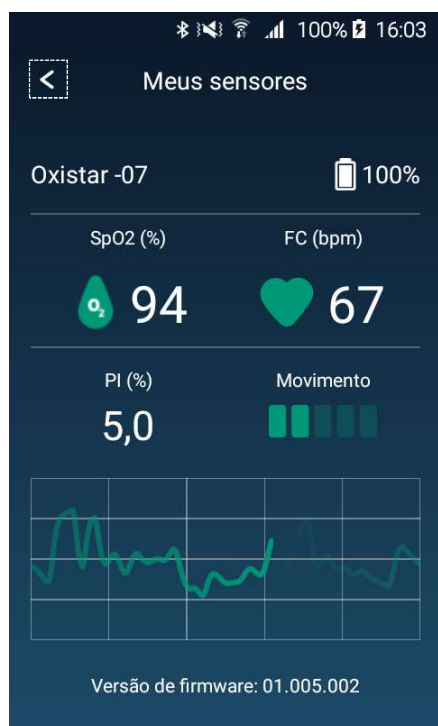 100% 16:03
Meus sensores
Oxistar -07 100%
SpO2 (%) FC (bpm)
O₂ 94 67
PI (%) Movimento
5,0
Versão de firmware: 01.005.002